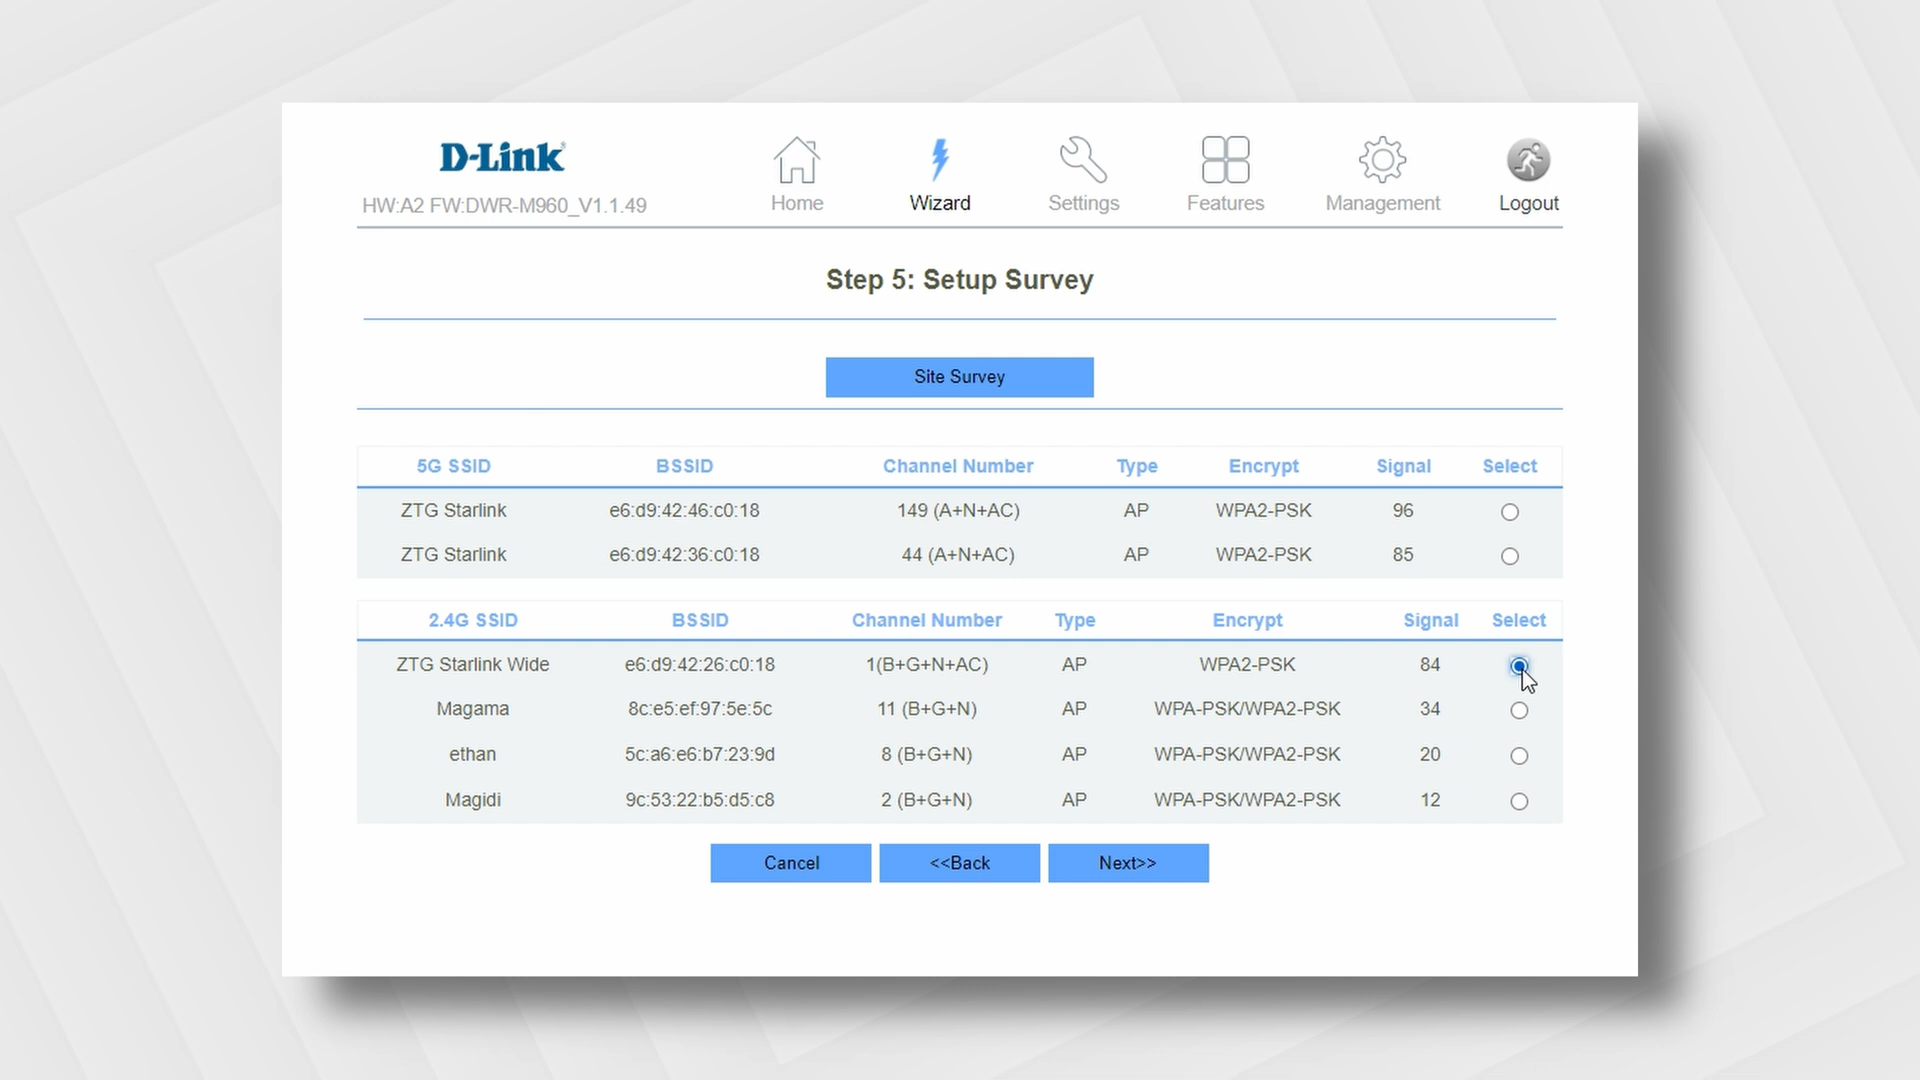 D-Link
HW:A2 FW:DWR-M960_V1.1.49
Home Wizard Settings Features Management Logout
Step 5: Setup Survey
Site Survey
5G SSID BSSID Channel Number Type Encrypt Signal Select
ZTG Starlink e6:d9:42:46:c0:18 149 (A+N+AC) AP WPA2-PSK 96
ZTG Starlink e6:d9:42:36:c0:18 44 (A+N+AC) AP WPA2-PSK 85
2.4G SSID BSSID Channel Number Type Encrypt Signal Select
ZTG Starlink Wide e6:d9:42:26:c0:18 1(B+G+N+AC) AP WPA2-PSK 84
Magama 8c:e5:ef:97:5e:5c 11 (B+G+N) AP WPA-PSK/WPA2-PSK 34
ethan 5c:a6:e6:b7:23:9d 8 (B+G+N) AP WPA-PSK/WPA2-PSK 20
Magidi 9c:53:22:b5:d5:c8 2 (B+G+N) AP WPA-PSK/WPA2-PSK 12
Cancel <<Back Next>>